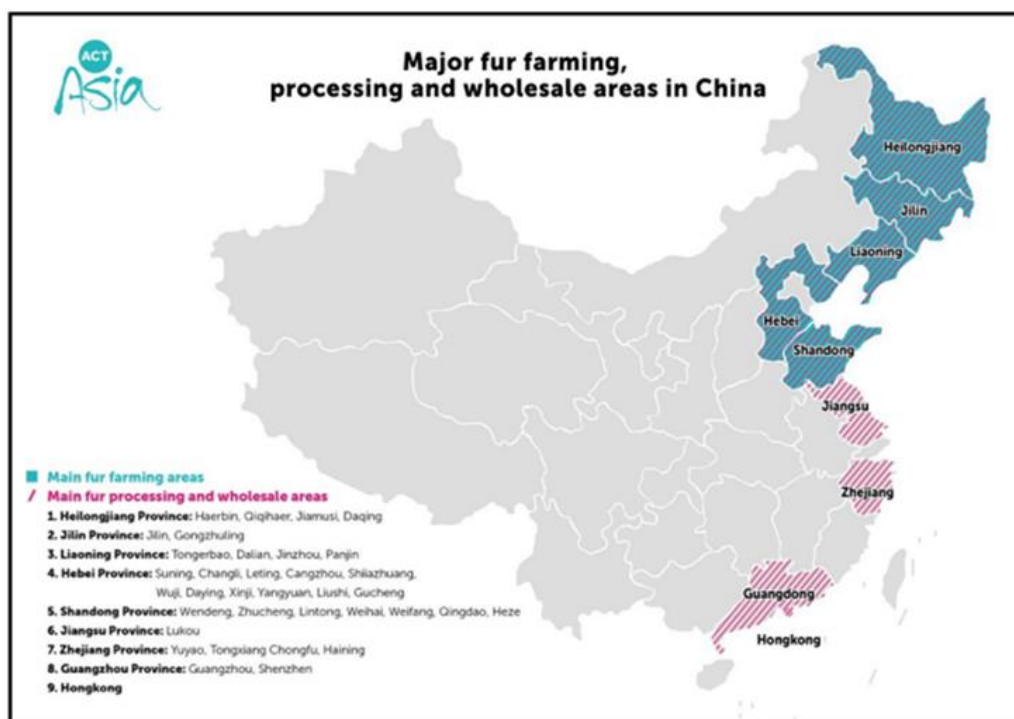 ACT
Asia
Major fur farming,
processing and wholesale areas in China
Heilongjiang
Jilin
Liaoning
Hebei
Shandong
Jiangsu
Zhejiang
Guangdong
Hongkong
Main fur farming areas
Main fur processing and wholesale areas
1. Heilongjiang Province: Haerbin, Qiqihaer, Jiamusi, Daqing
2. Jilin Province: Jilin, Gongzhuling
3. Liaoning Province: Tongerbao, Dalian, Jinzhou, Panjin
4. Hebei Province: Suning, Changli, Leting, Cangzhou, Shiiazhuang,
Wuji, Daying, Xinji, Yangyuan, Liushi, Gucheng
5. Shandong Province: Wendeng, Zhucheng, Lintong, Weihai, Weifang, Qingdao, Heze
6. Jiangsu Province: Lukou
7. Zhejiang Province: Yuyao, Tongxiang Chongfu, Haining
8. Guangzhou Province: Guangzhou, Shenzhen
9. Hongkong